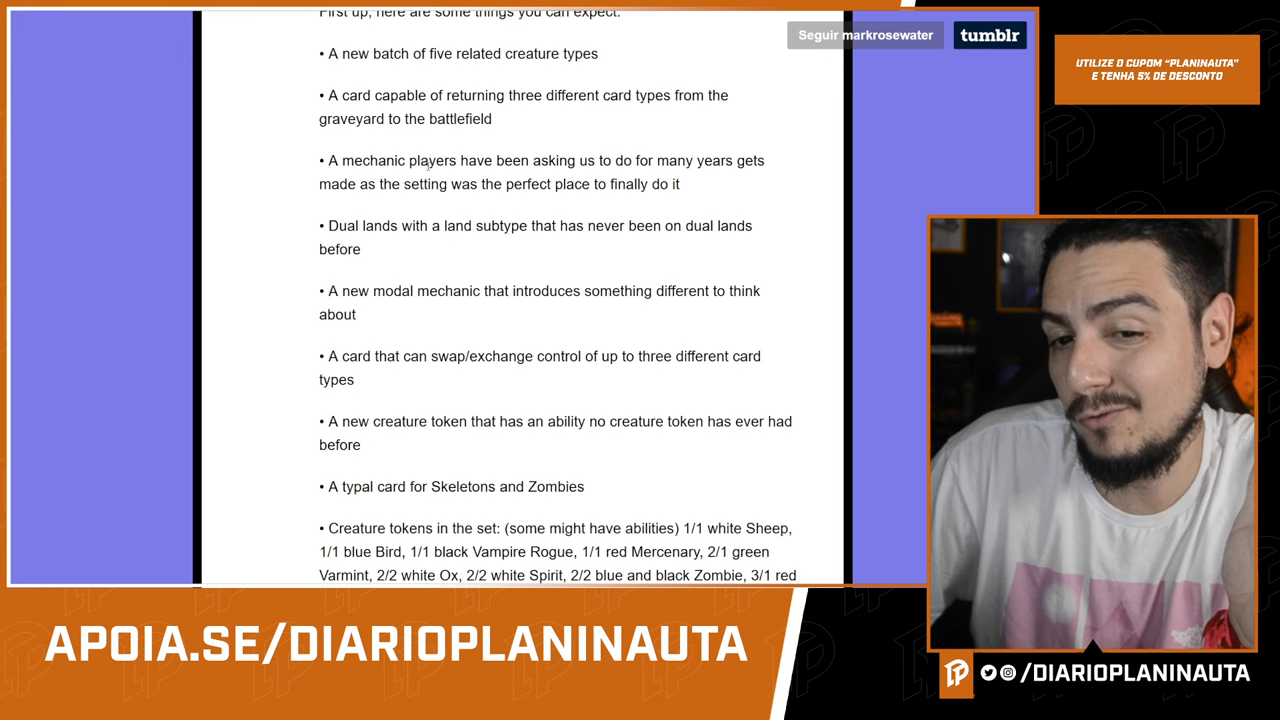 First up, here are some things you can expect:
Seguir markrosewater
tumblr
• A new batch of five related creature types
• A card capable of returning three different card types from the
graveyard to the battlefield
• A mechanic players have been asking us to do for many years gets
made as the setting was the perfect place to finally do it
• Dual lands with a land subtype that has never been on dual lands
before
• A new modal mechanic that introduces something different to think
about
• A card that can swap/exchange control of up to three different card
types
• A new creature token that has an ability no creature token has ever had
before
• A typal card for Skeletons and Zombies
• Creature tokens in the set: (some might have abilities) 1/1 white Sheep,
1/1 blue Bird, 1/1 black Vampire Rogue, 1/1 red Mercenary, 2/1 green
Varmint, 2/2 white Ox, 2/2 white Spirit, 2/2 blue and black Zombie, 3/1 red
UTILIZE O CUPOM “PLANINAUTA”
E TENHA 5% DE DESCONTO
APOIA.SE/DIARIOPLANINAUTA
/DIARIOPLANINAUTA